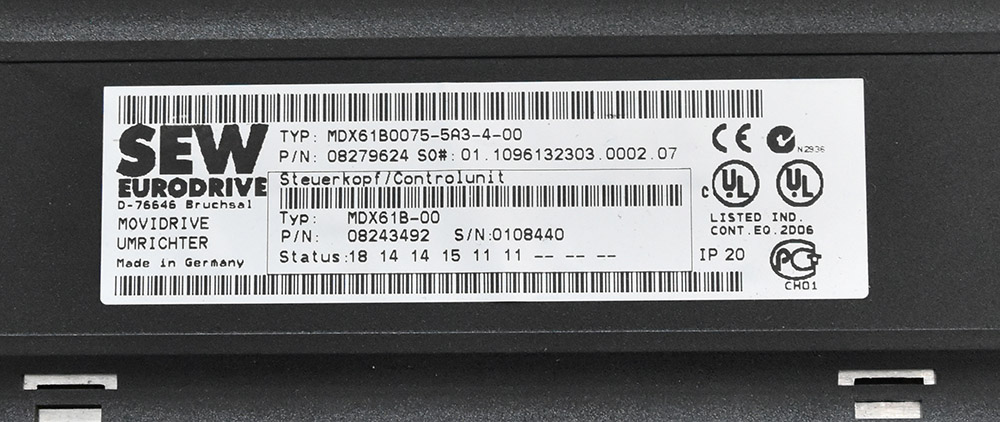 SEW
EURODRIVE
D-76646 Bruchsal
MOVIDRIVE
UMRICHTER
Made in Germany
TYP: MDX61B0075-5A3-4-00
P/N: 08279624 SO#: 01.1096132303.0002.07
Steuerkopf/Controlunit
Typ: MDX61B-00
P/N: 08243492 S/N:0108440
Status:18 14 14 15 11 11 -- -- --
CE
N2936
C UL UL
LISTED IND.
CONT.EQ.2D06
IP 20
CH01